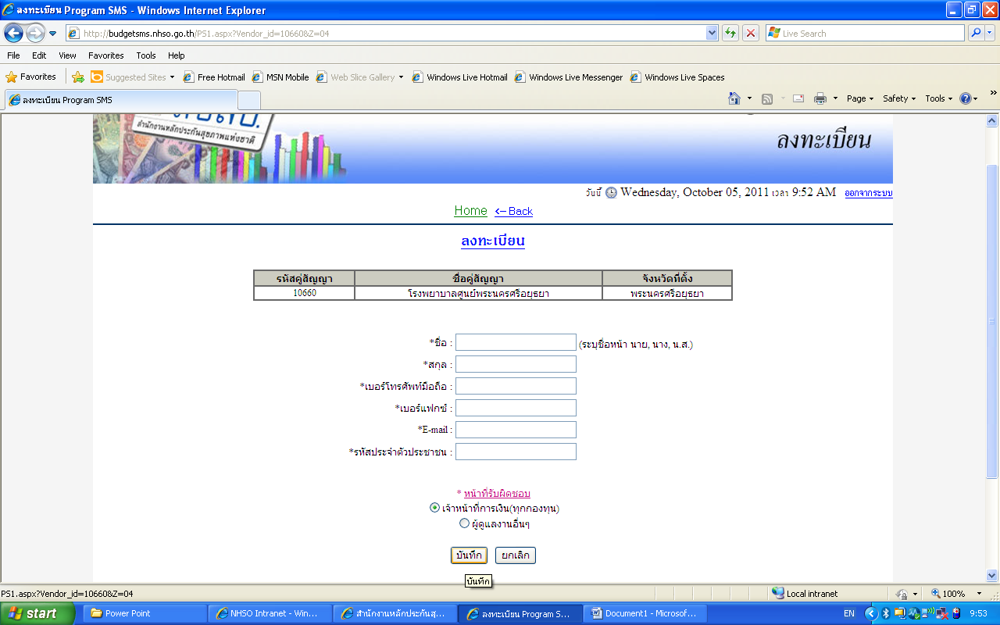 ลงทะเบียน Program SMS - Windows Internet Explorer
http://budgetsms.nhso.go.th/PS1.aspx?Vendor_id=10660&Z=04
Live Search
File Edit View Favorites Tools Help
Favorites Suggested Sites Free Hotmail MSN Mobile Web Slice Gallery Windows Live Hotmail Windows Live Messenger Windows Live Spaces
ลงทะเบียน Program SMS
Page Safety Tools
สำนักงานหลักประกันสุขภาพแห่งชาติ
ลงทะเบียน
วันนี้ Wednesday, October 05, 2011 เวลา 9:52 AM ออกจากระบบ
Home <-- Back
ลงทะเบียน
รหัสคู่สัญญา ชื่อคู่สัญญา จังหวัดที่ตั้ง
10660 โรงพยาบาลศูนย์พระนครศรีอยุธยา พระนครศรีอยุธยา
*ชื่อ : (ระบุชื่อหน้า นาย, นาง, น.ส.)
*สกุล :
*เบอร์โทรศัพท์มือถือ :
*เบอร์แฟกซ์ :
*E-mail :
*รหัสประจำตัวประชาชน :
* หน้าที่รับผิดชอบ
เจ้าหน้าที่การเงิน(ทุกกองทุน)
ผู้ดูแลงานอื่นๆ
บันทึก ยกเลิก
บันทึก
PS1.aspx?Vendor_id=10660&Z=04 Local intranet 100%
start Power Point NHSO Intranet - Win... สำนักงานหลักประกันสุ... ลงทะเบียน Program S... Document1 - Microsof... EN 9:53